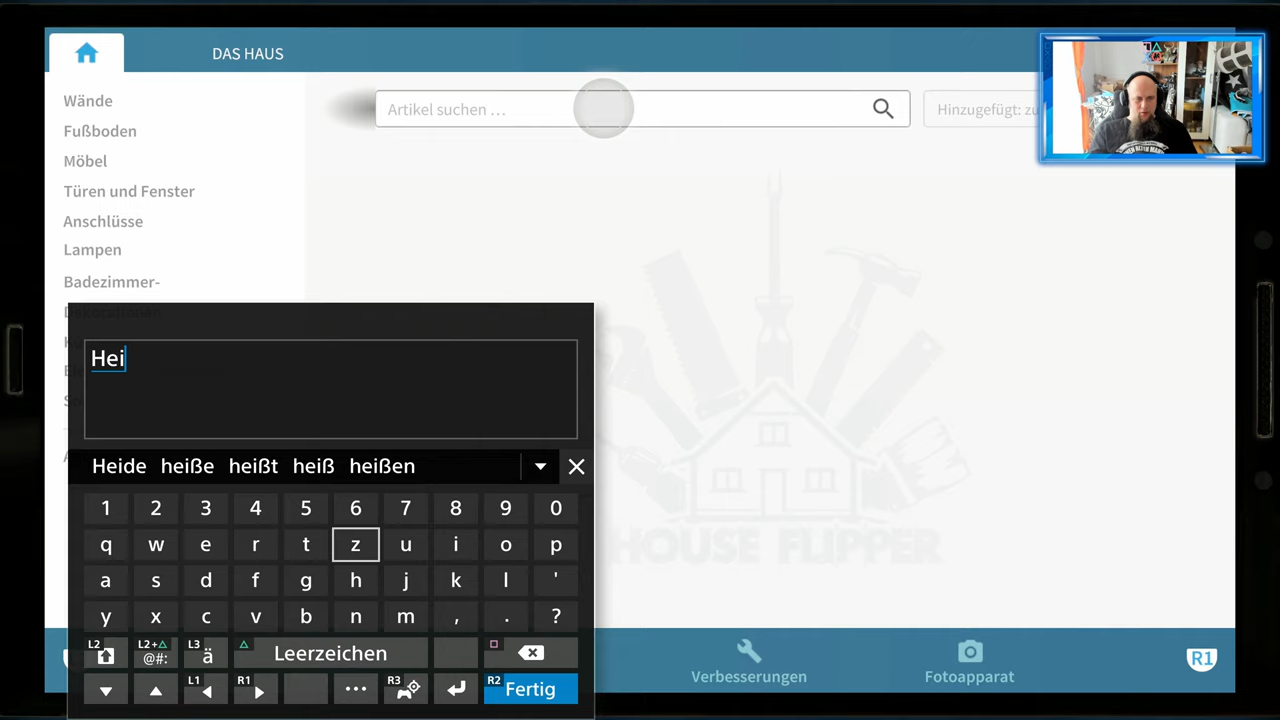 DAS HAUS
Artikel suchen …
Hinzugefügt: zu
Wände
Fußboden
Möbel
Türen und Fenster
Anschlüsse
Lampen
Badezimmer-
Hei
Heide heiße heißt heiß heißen
1 2 3 4 5 6 7 8 9 0
q w e r t z u i o p
a s d f g h j k l '
y x c v b n m , . ?
L2 L2+△ @#: L3 ä Leerzeichen
L1 R1 ... R3 R2 Fertig
HOUSE FLIPPER
Verbesserungen
Fotoapparat
R1